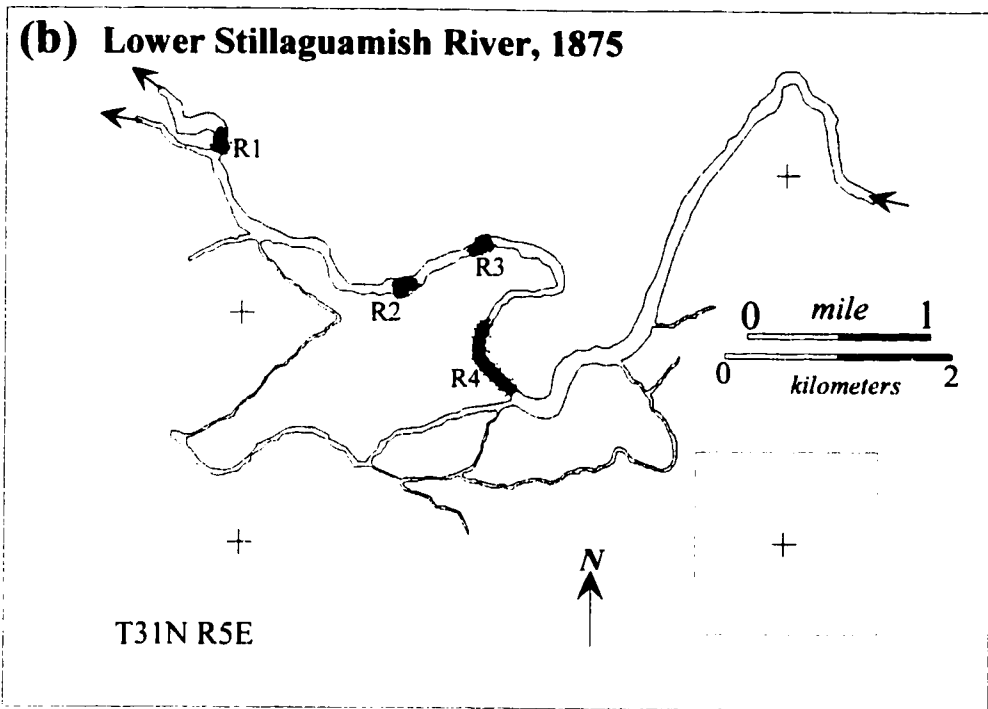 (b) Lower Stillaguamish River, 1875
R1
R2
R3
R4
0 mile 1
0 kilometers 2
N
T31N R5E